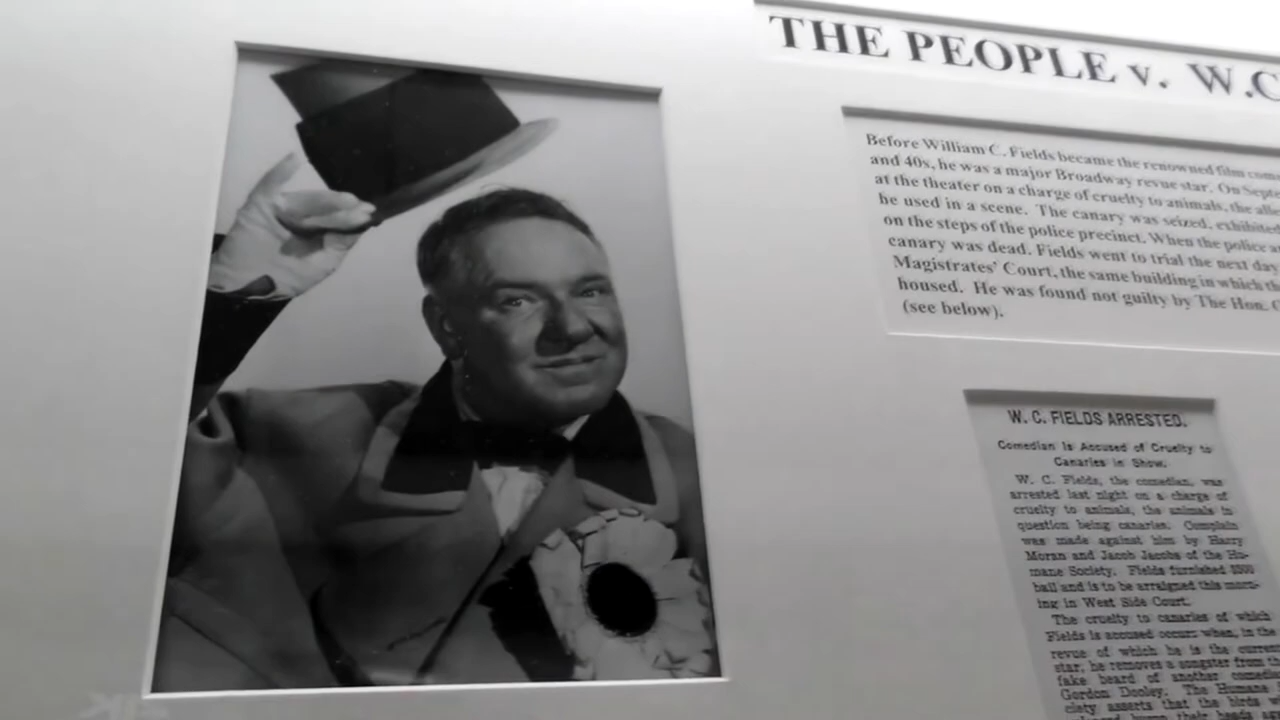 THE PEOPLE v. W.C
Before William C. Fields became the renowned film com
and 40s, he was a major Broadway revue star. On Septe
at the theater on a charge of cruelty to animals, the alle
he used in a scene. The canary was seized, exhibited
on the steps of the police precinct. When the police a
canary was dead. Fields went to trial the next day
Magistrates' Court, the same building in which th
housed. He was found not guilty by The Hon.
(see below).
W. C. FIELDS ARRESTED.
Comedian Is Accused of Cruelty to
Canaries in Show.
W. C. Fields, the comedian, was
arrested last night on a charge of
cruelty to animals, the animals in
question being canaries. Complain
was made against him by Harry
Moran and Jacob Jacobs of the Hu-
mane Society. Fields furnished $500
bail and is to be arraigned this morn-
ing in West Side Court.
The cruelty to canaries of which
Fields is accused occurs when, in the
revue of which he is the current
star, he removes a songster from th
fake beard of another comedia
Gordon Dooley. The Humane
ciety asserts that the birds w
their heads